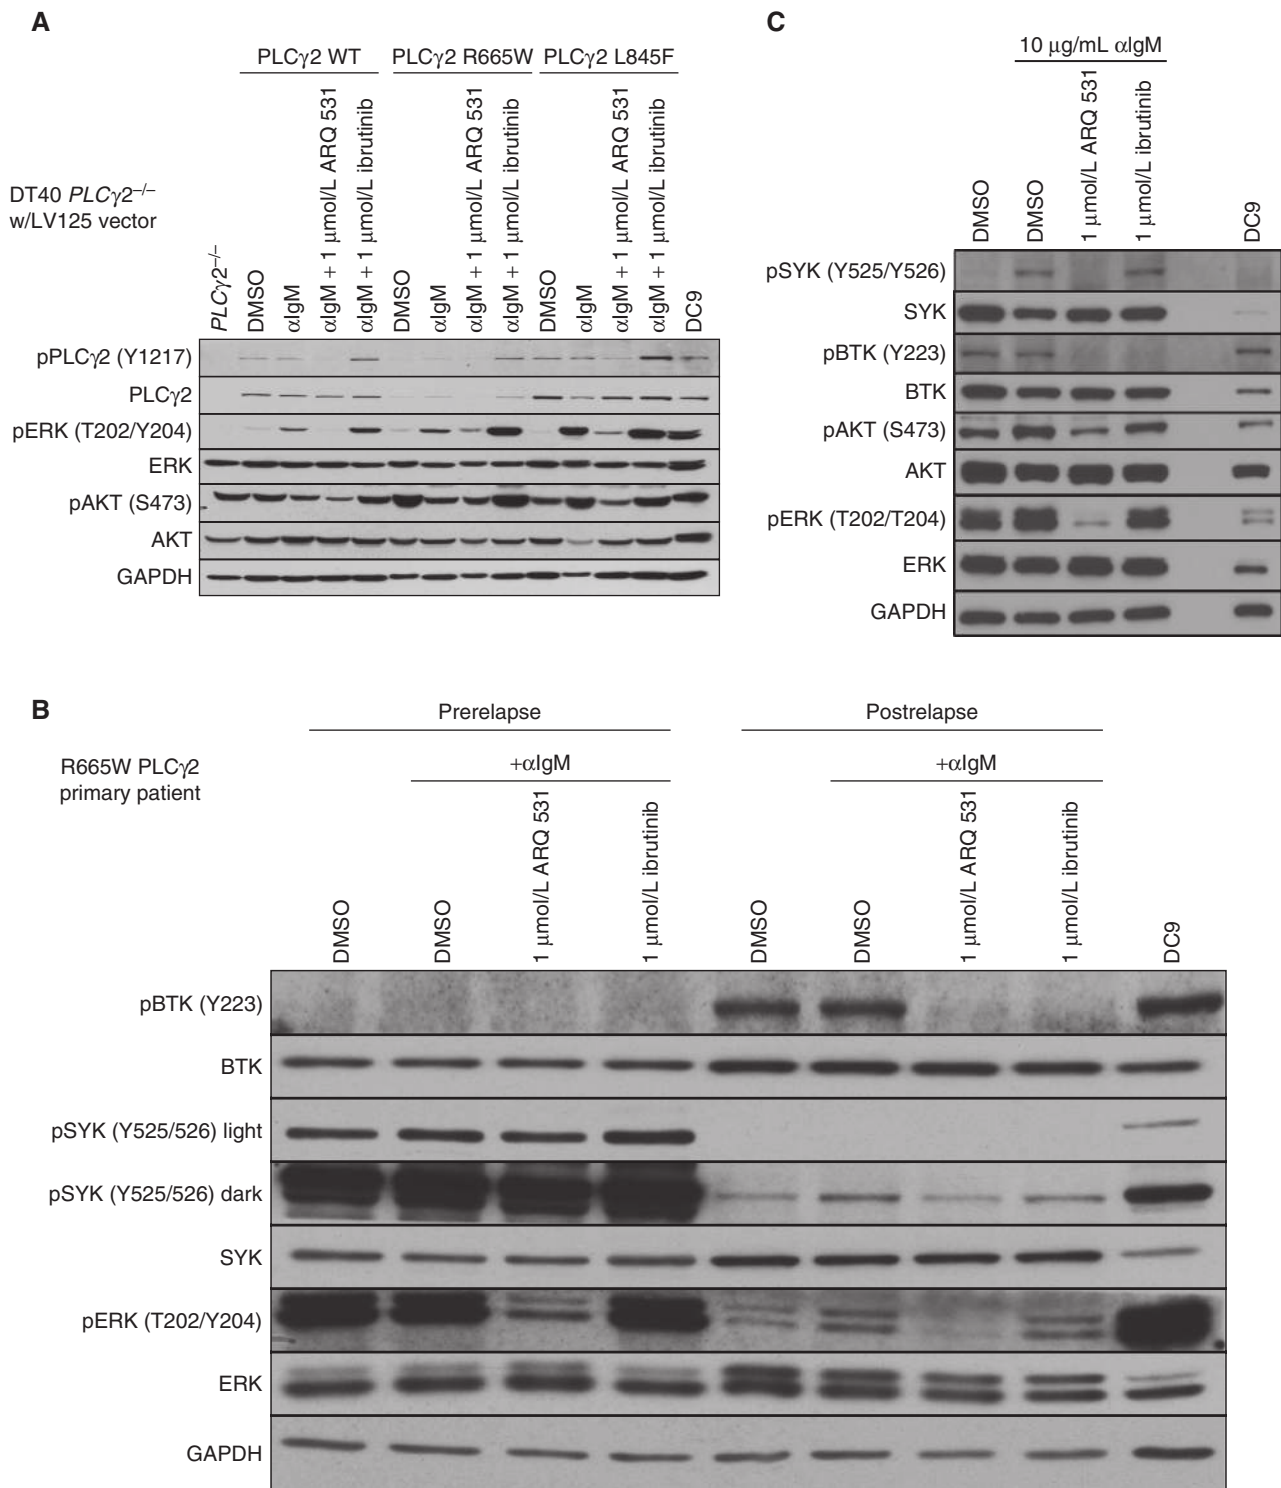 A
PLCγ2 WT
PLCγ2 R665W
PLCγ2 L845F
DT40 PLCγ2–/–
w/LV125 vector
PLCγ2–/–
DMSO
αIgM
αIgM + 1 μmol/L ARQ 531
αIgM + 1 μmol/L ibrutinib
DMSO
αIgM
αIgM + 1 μmol/L ARQ 531
αIgM + 1 μmol/L ibrutinib
DMSO
αIgM
αIgM + 1 μmol/L ARQ 531
αIgM + 1 μmol/L ibrutinib
DC9
pPLCγ2 (Y1217)
PLCγ2
pERK (T202/Y204)
ERK
pAKT (S473)
AKT
GAPDH
C
10 μg/mL αIgM
DMSO
DMSO
1 μmol/L ARQ 531
1 μmol/L ibrutinib
DC9
pSYK (Y525/Y526)
SYK
pBTK (Y223)
BTK
pAKT (S473)
AKT
pERK (T202/T204)
ERK
GAPDH
B
Prerelapse
Postrelapse
R665W PLCγ2
primary patient
+αIgM
+αIgM
DMSO
DMSO
1 μmol/L ARQ 531
1 μmol/L ibrutinib
DMSO
DMSO
1 μmol/L ARQ 531
1 μmol/L ibrutinib
DC9
pBTK (Y223)
BTK
pSYK (Y525/526) light
pSYK (Y525/526) dark
SYK
pERK (T202/Y204)
ERK
GAPDH